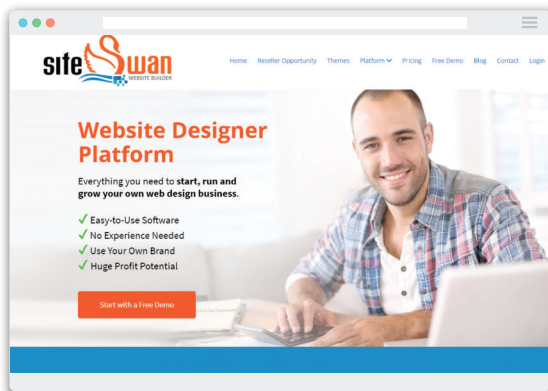 site Swan
WEBSITE BUILDER
Home Reseller Opportunity Themes Platform Pricing Free Demo Blog Contact Login
Website Designer
Platform
Everything you need to start, run and
grow your own web design business.
✓ Easy-to-Use Software
✓ No Experience Needed
✓ Use Your Own Brand
✓ Huge Profit Potential
Start with a Free Demo